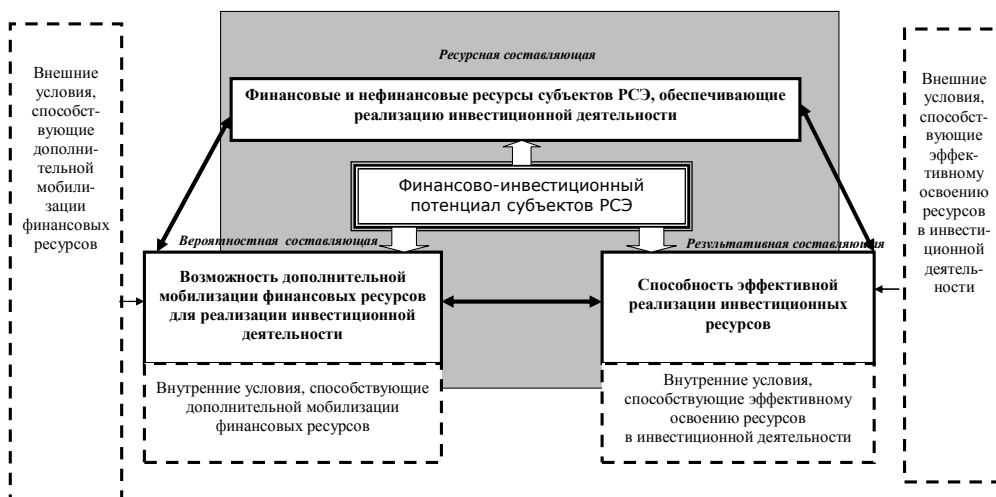 Ресурсная составляющая
Финансовые и нефинансовые ресурсы субъектов РСЭ, обеспечивающие
реализацию инвестиционной деятельности
Внешние
условия,
способст-
вующие
дополни-
тельной
мобили-
зации
финансовых
ресурсов
Внешние
условия,
способст-
вующие
эффек-
тивному
освоению
ресурсов
в инвести-
ционной
деятель-
ности
Финансово-инвестиционный
потенциал субъектов РСЭ
Вероятностная составляющая
Результативная составляющая
Возможность дополнительной
мобилизации финансовых ресурсов
для реализации инвестиционной
деятельности
Способность эффективной
реализации инвестиционных
ресурсов
Внутренние условия, способствующие
дополнительной мобилизации
финансовых ресурсов
Внутренние условия,
способствующие эффективному
освоению ресурсов
в инвестиционной деятельности